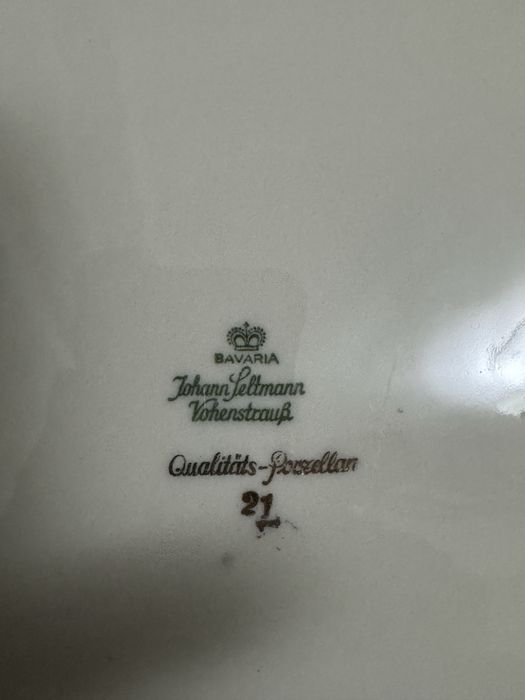 BAVARIA
Johann Seltmann
Vohenstrauß
Qualitäts-Porzellan
21